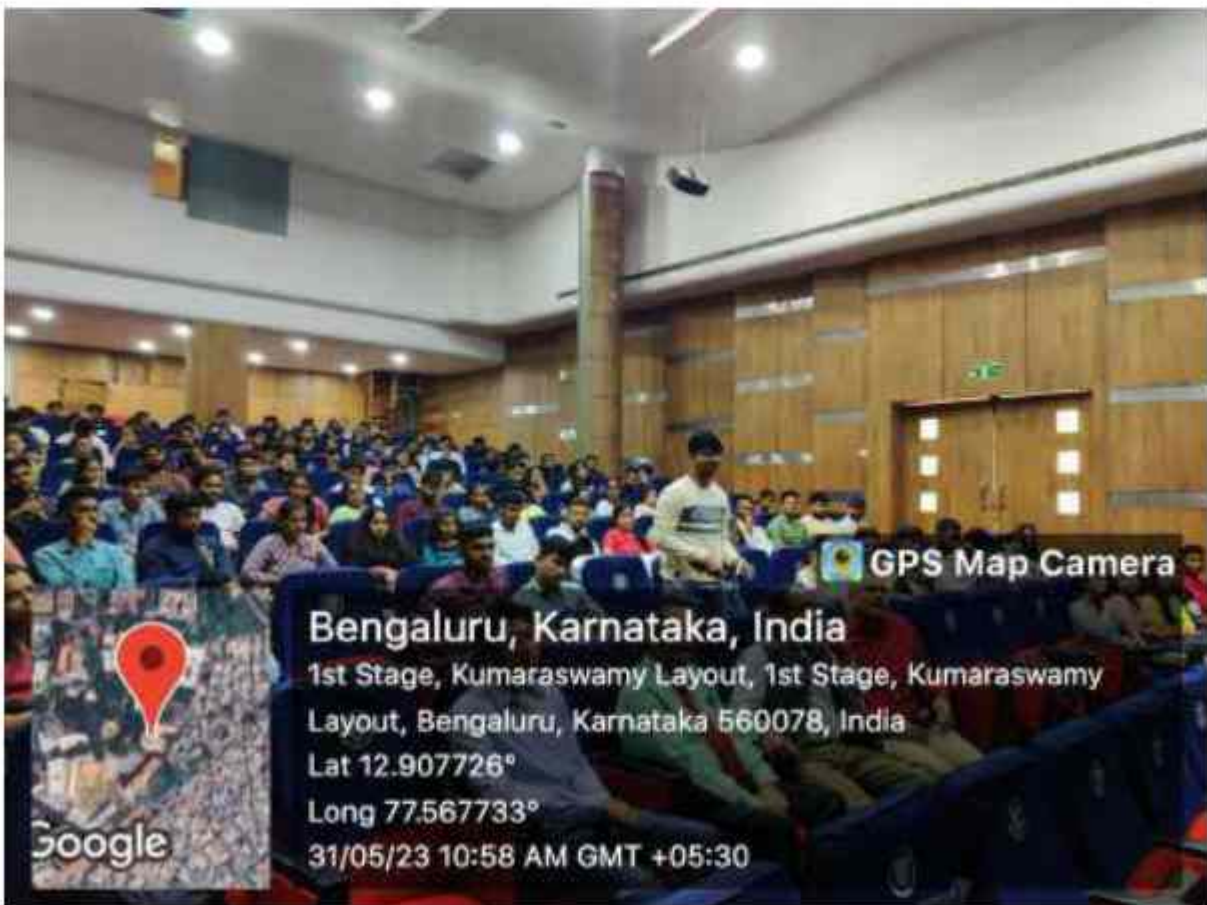 GPS Map Camera
Bengaluru, Karnataka, India
1st Stage, Kumaraswamy Layout, 1st Stage, Kumaraswamy
Layout, Bengaluru, Karnataka 560078, India
Lat 12.907726°
Long 77.567733°
31/05/23 10:58 AM GMT +05:30
Google